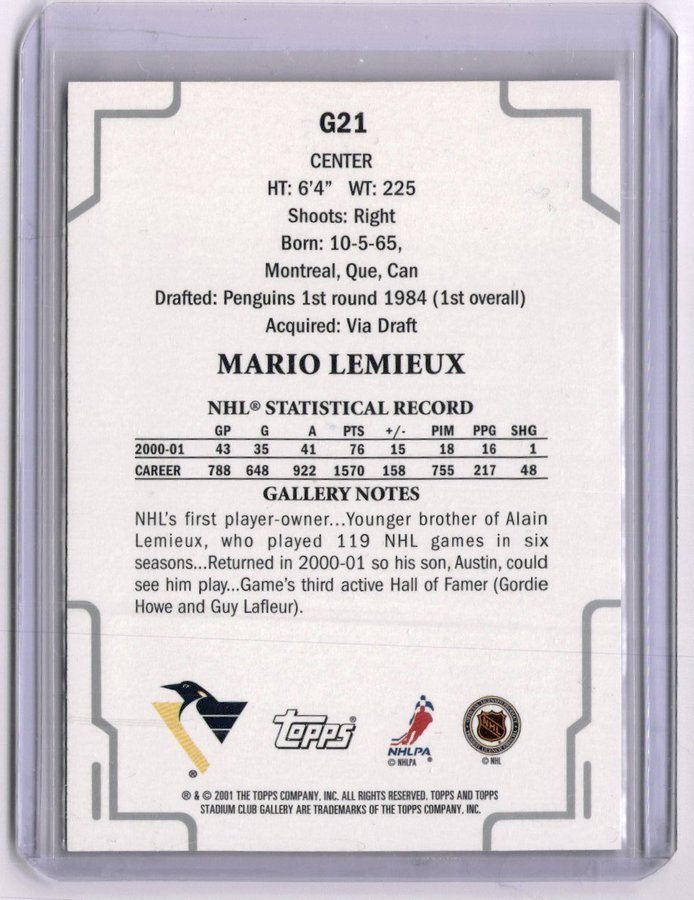 G21
CENTER
HT: 6'4" WT: 225
Shoots: Right
Born: 10-5-65,
Montreal, Que, Can
Drafted: Penguins 1st round 1984 (1st overall)
Acquired: Via Draft
MARIO LEMIEUX
NHL® STATISTICAL RECORD
GP G A PTS +/- PIM PPG SHG
2000-01 43 35 41 76 15 18 16 1
CAREER 788 648 922 1570 158 755 217 48
GALLERY NOTES
NHL's first player-owner...Younger brother of Alain
Lemieux, who played 119 NHL games in six
seasons...Returned in 2000-01 so his son, Austin, could
see him play...Game's third active Hall of Famer (Gordie
Howe and Guy Lafleur).
topps®
NHLPA ®
© NHLPA
NHL
© NHL
®
® & © 2001 THE TOPPS COMPANY, INC. ALL RIGHTS RESERVED. TOPPS AND TOPPS
STADIUM CLUB GALLERY ARE TRADEMARKS OF THE TOPPS COMPANY, INC.